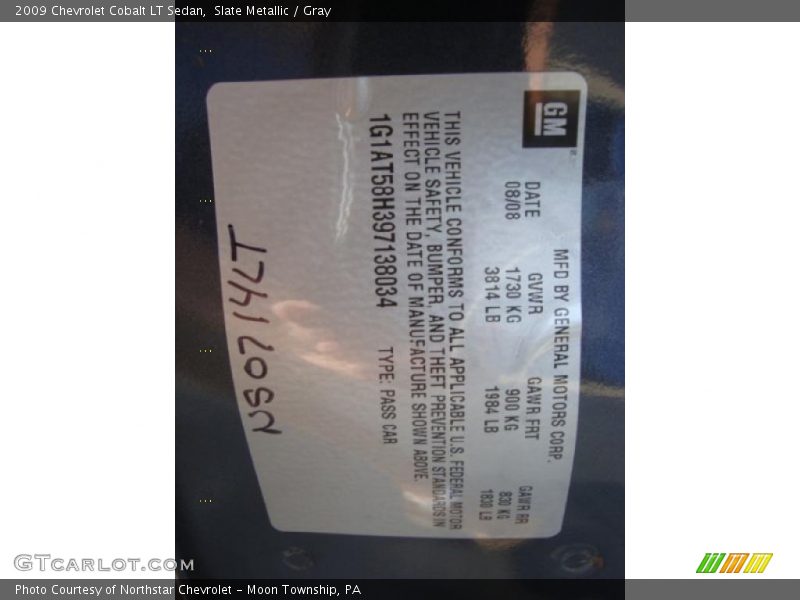 2009 Chevrolet Cobalt LT Sedan, Slate Metallic / Gray
GM
MFD BY GENERAL MOTORS CORP.
DATE GVWR GAWR FRT GAWR RR
08/08 1730 KG 900 KG 830 KG
3814 LB 1984 LB 1830 LB
THIS VEHICLE CONFORMS TO ALL APPLICABLE U.S. FEDERAL MOTOR
VEHICLE SAFETY, BUMPER, AND THEFT PREVENTION STANDARDS IN
EFFECT ON THE DATE OF MANUFACTURE SHOWN ABOVE.
1G1AT58H397138034 TYPE: PASS CAR
GTcarlot.com
Photo Courtesy of Northstar Chevrolet - Moon Township, PA